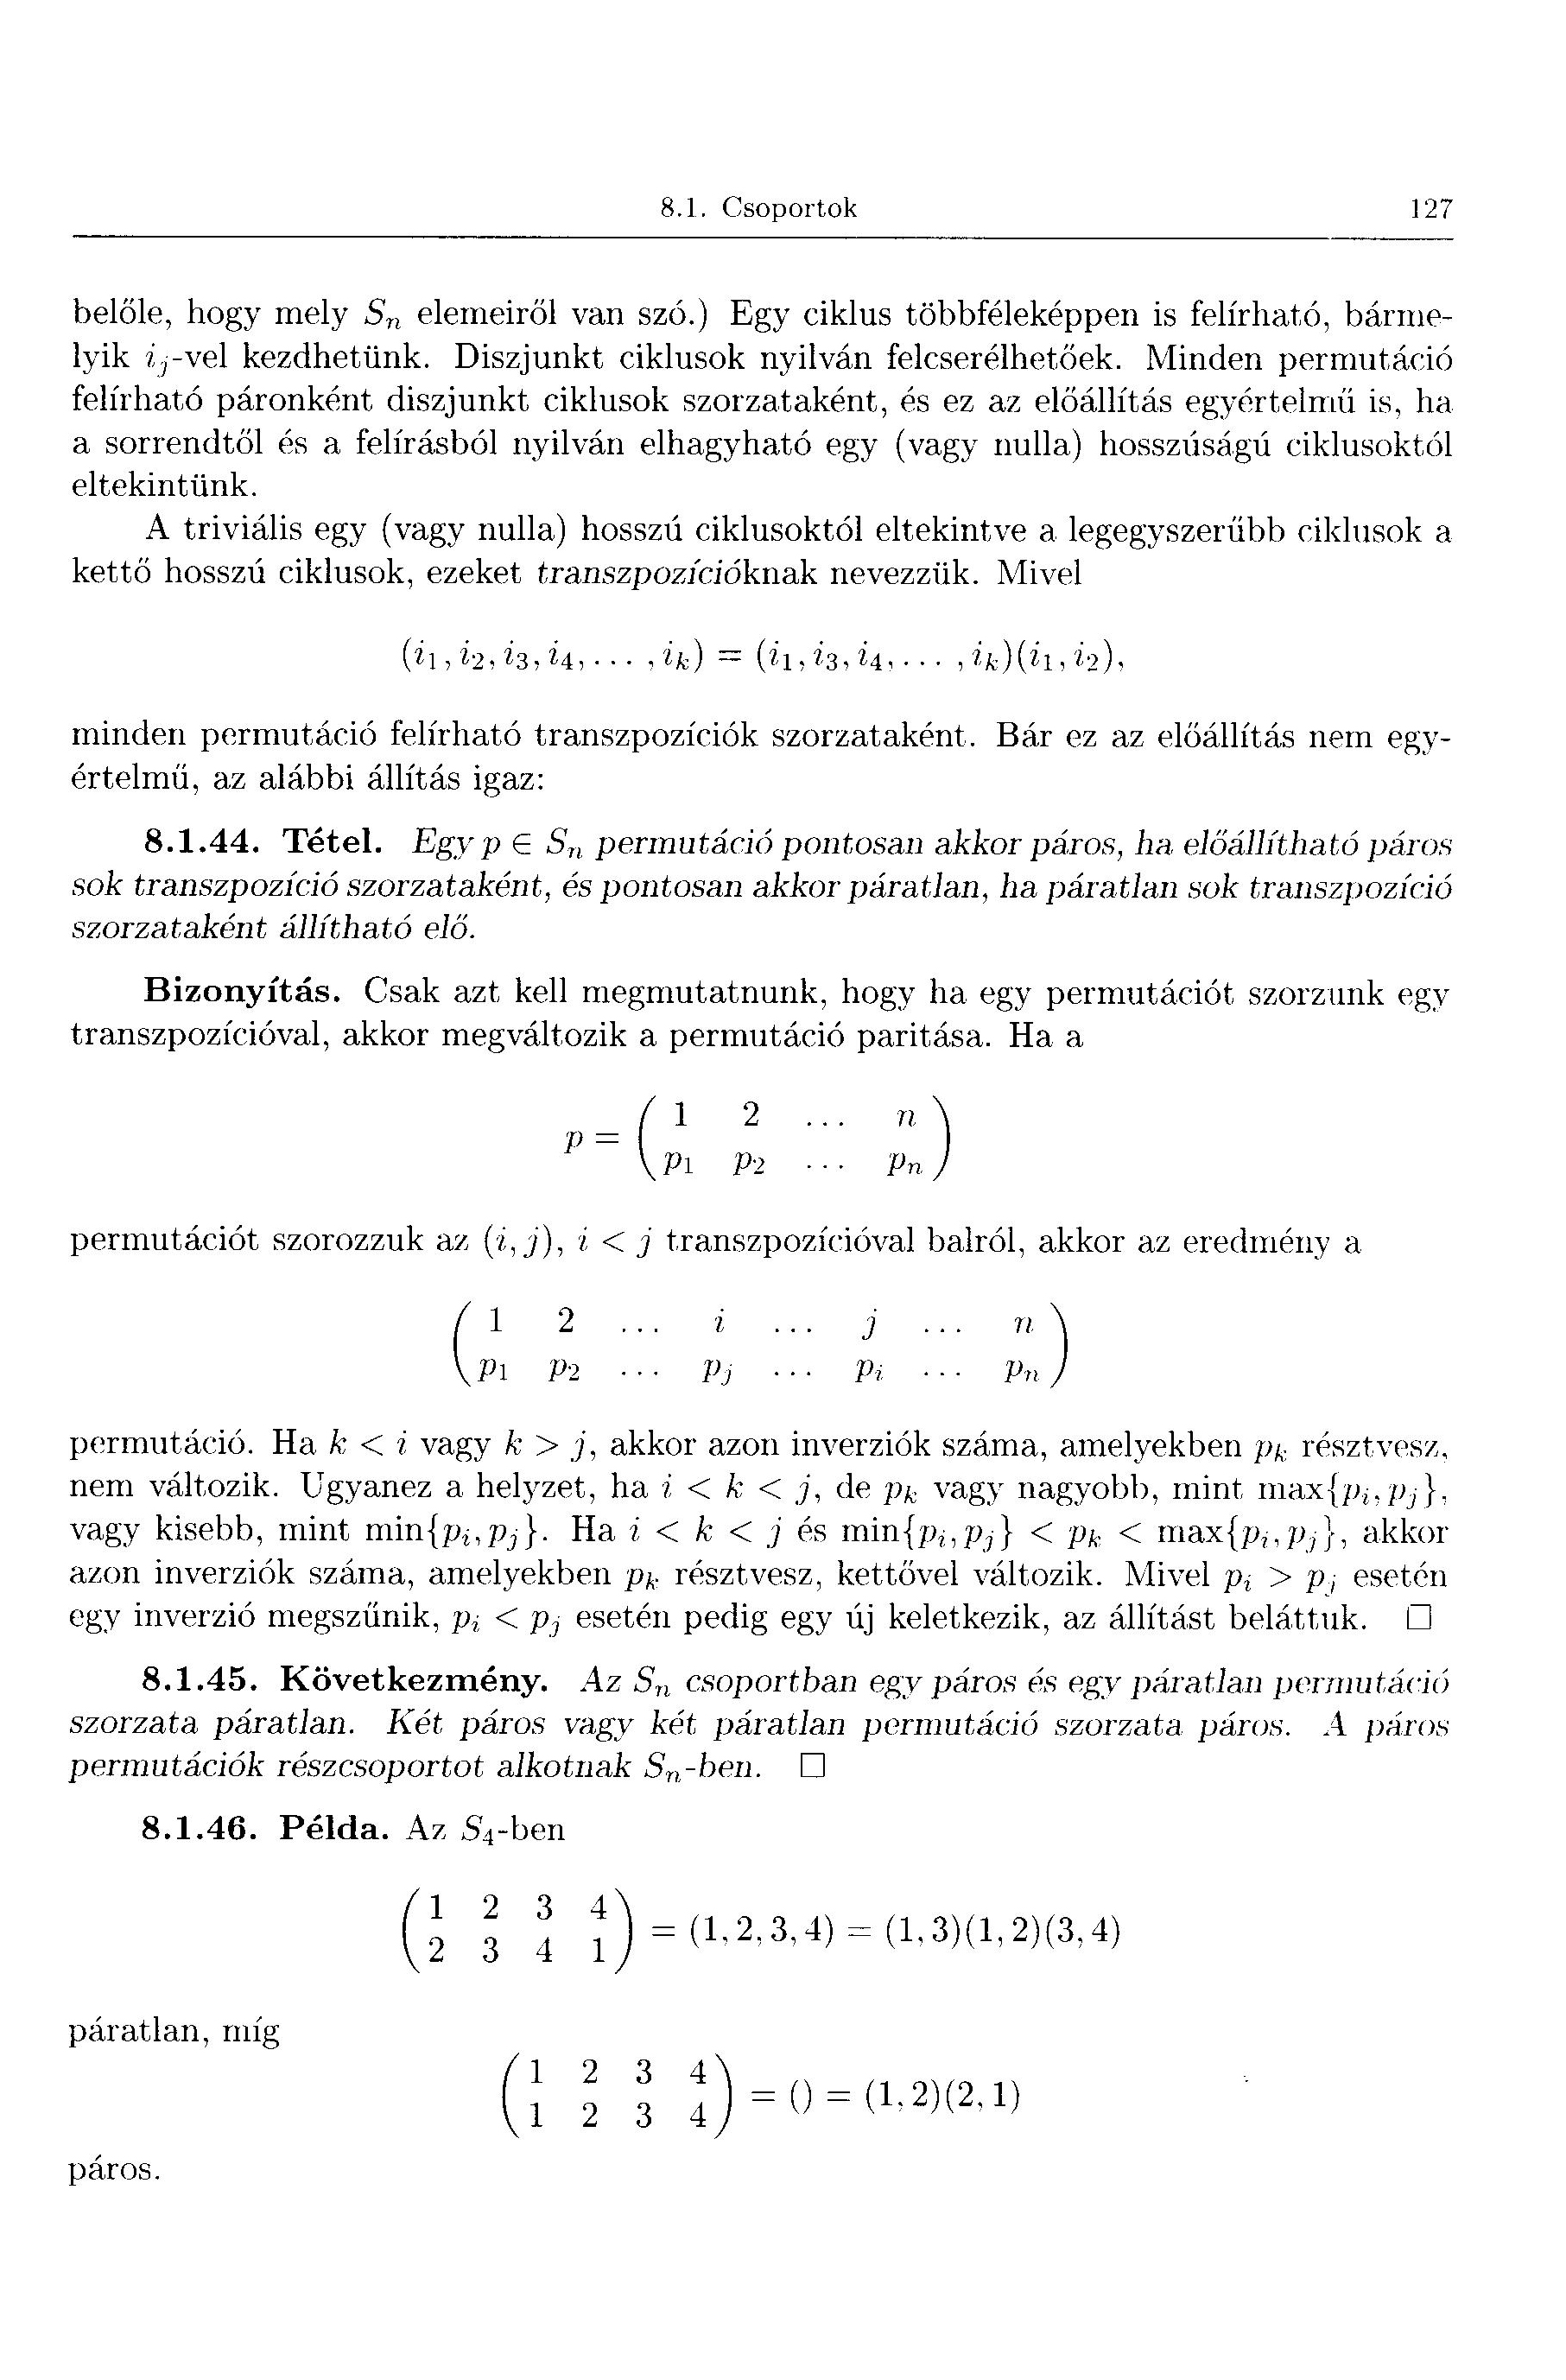 8.1. Csoportok 127
belőle, hogy mely $S_n$ elemeiről van szó.) Egy ciklus többféleképpen is felírható, bárme-
lyik $i_j$-vel kezdhetünk. Diszjunkt ciklusok nyilván felcserélhetőek. Minden permutáció
felírható páronként diszjunkt ciklusok szorzataként, és ez az előállítás egyértelmű is, ha
a sorrendtől és a felírásból nyilván elhagyható egy (vagy nulla) hosszúságú ciklusoktól
eltekintünk.
A triviális egy (vagy nulla) hosszú ciklusoktól eltekintve a legegyszerűbb ciklusok a
kettő hosszú ciklusok, ezeket transzpozícióknak nevezzük. Mivel
$(i_1, i_2, i_3, i_4, \ldots, i_k) = (i_1, i_3, i_4, \ldots, i_k)(i_1, i_2),$
minden permutáció felírható transzpozíciók szorzataként. Bár ez az előállítás nem egy-
értelmű, az alábbi állítás igaz:
8.1.44. Tétel. Egy $p \in S_n$ permutáció pontosan akkor páros, ha előállítható páros
sok transzpozíció szorzataként, és pontosan akkor páratlan, ha páratlan sok transzpozíció
szorzataként állítható elő.
Bizonyítás. Csak azt kell megmutatnunk, hogy ha egy permutációt szorzunk egy
transzpozícióval, akkor megváltozik a permutáció paritása. Ha a
$p = \begin{pmatrix} 1 & 2 & \ldots & n \\ p_1 & p_2 & \cdots & p_n \end{pmatrix}$
permutációt szorozzuk az $(i, j)$, $i < j$ transzpozícióval balról, akkor az eredmény a
$\begin{pmatrix} 1 & 2 & \ldots & i & \ldots & j & \ldots & n \\ p_1 & p_2 & \cdots & p_j & \cdots & p_i & \cdots & p_n \end{pmatrix}$
permutáció. Ha $k < i$ vagy $k > j$, akkor azon inverziók száma, amelyekben $p_k$ résztvesz,
nem változik. Ugyanez a helyzet, ha $i < k < j$, de $p_k$ vagy nagyobb, mint $\max\{p_i, p_j\}$,
vagy kisebb, mint $\min\{p_i, p_j\}$. Ha $i < k < j$ és $\min\{p_i, p_j\} < p_k < \max\{p_i, p_j\}$, akkor
azon inverziók száma, amelyekben $p_k$ résztvesz, kettővel változik. Mivel $p_i > p_j$ esetén
egy inverzió megszűnik, $p_i < p_j$ esetén pedig egy új keletkezik, az állítást beláttuk. □
8.1.45. Következmény. Az $S_n$ csoportban egy páros és egy páratlan permutáció
szorzata páratlan. Két páros vagy két páratlan permutáció szorzata páros. A páros
permutációk részcsoportot alkotnak $S_n$-ben. □
8.1.46. Példa. Az $S_4$-ben
$\begin{pmatrix} 1 & 2 & 3 & 4 \\ 2 & 3 & 4 & 1 \end{pmatrix} = (1, 2, 3, 4) = (1, 3)(1, 2)(3, 4)$
páratlan, míg
$\begin{pmatrix} 1 & 2 & 3 & 4 \\ 1 & 2 & 3 & 4 \end{pmatrix} = () = (1, 2)(2, 1)$
páros.